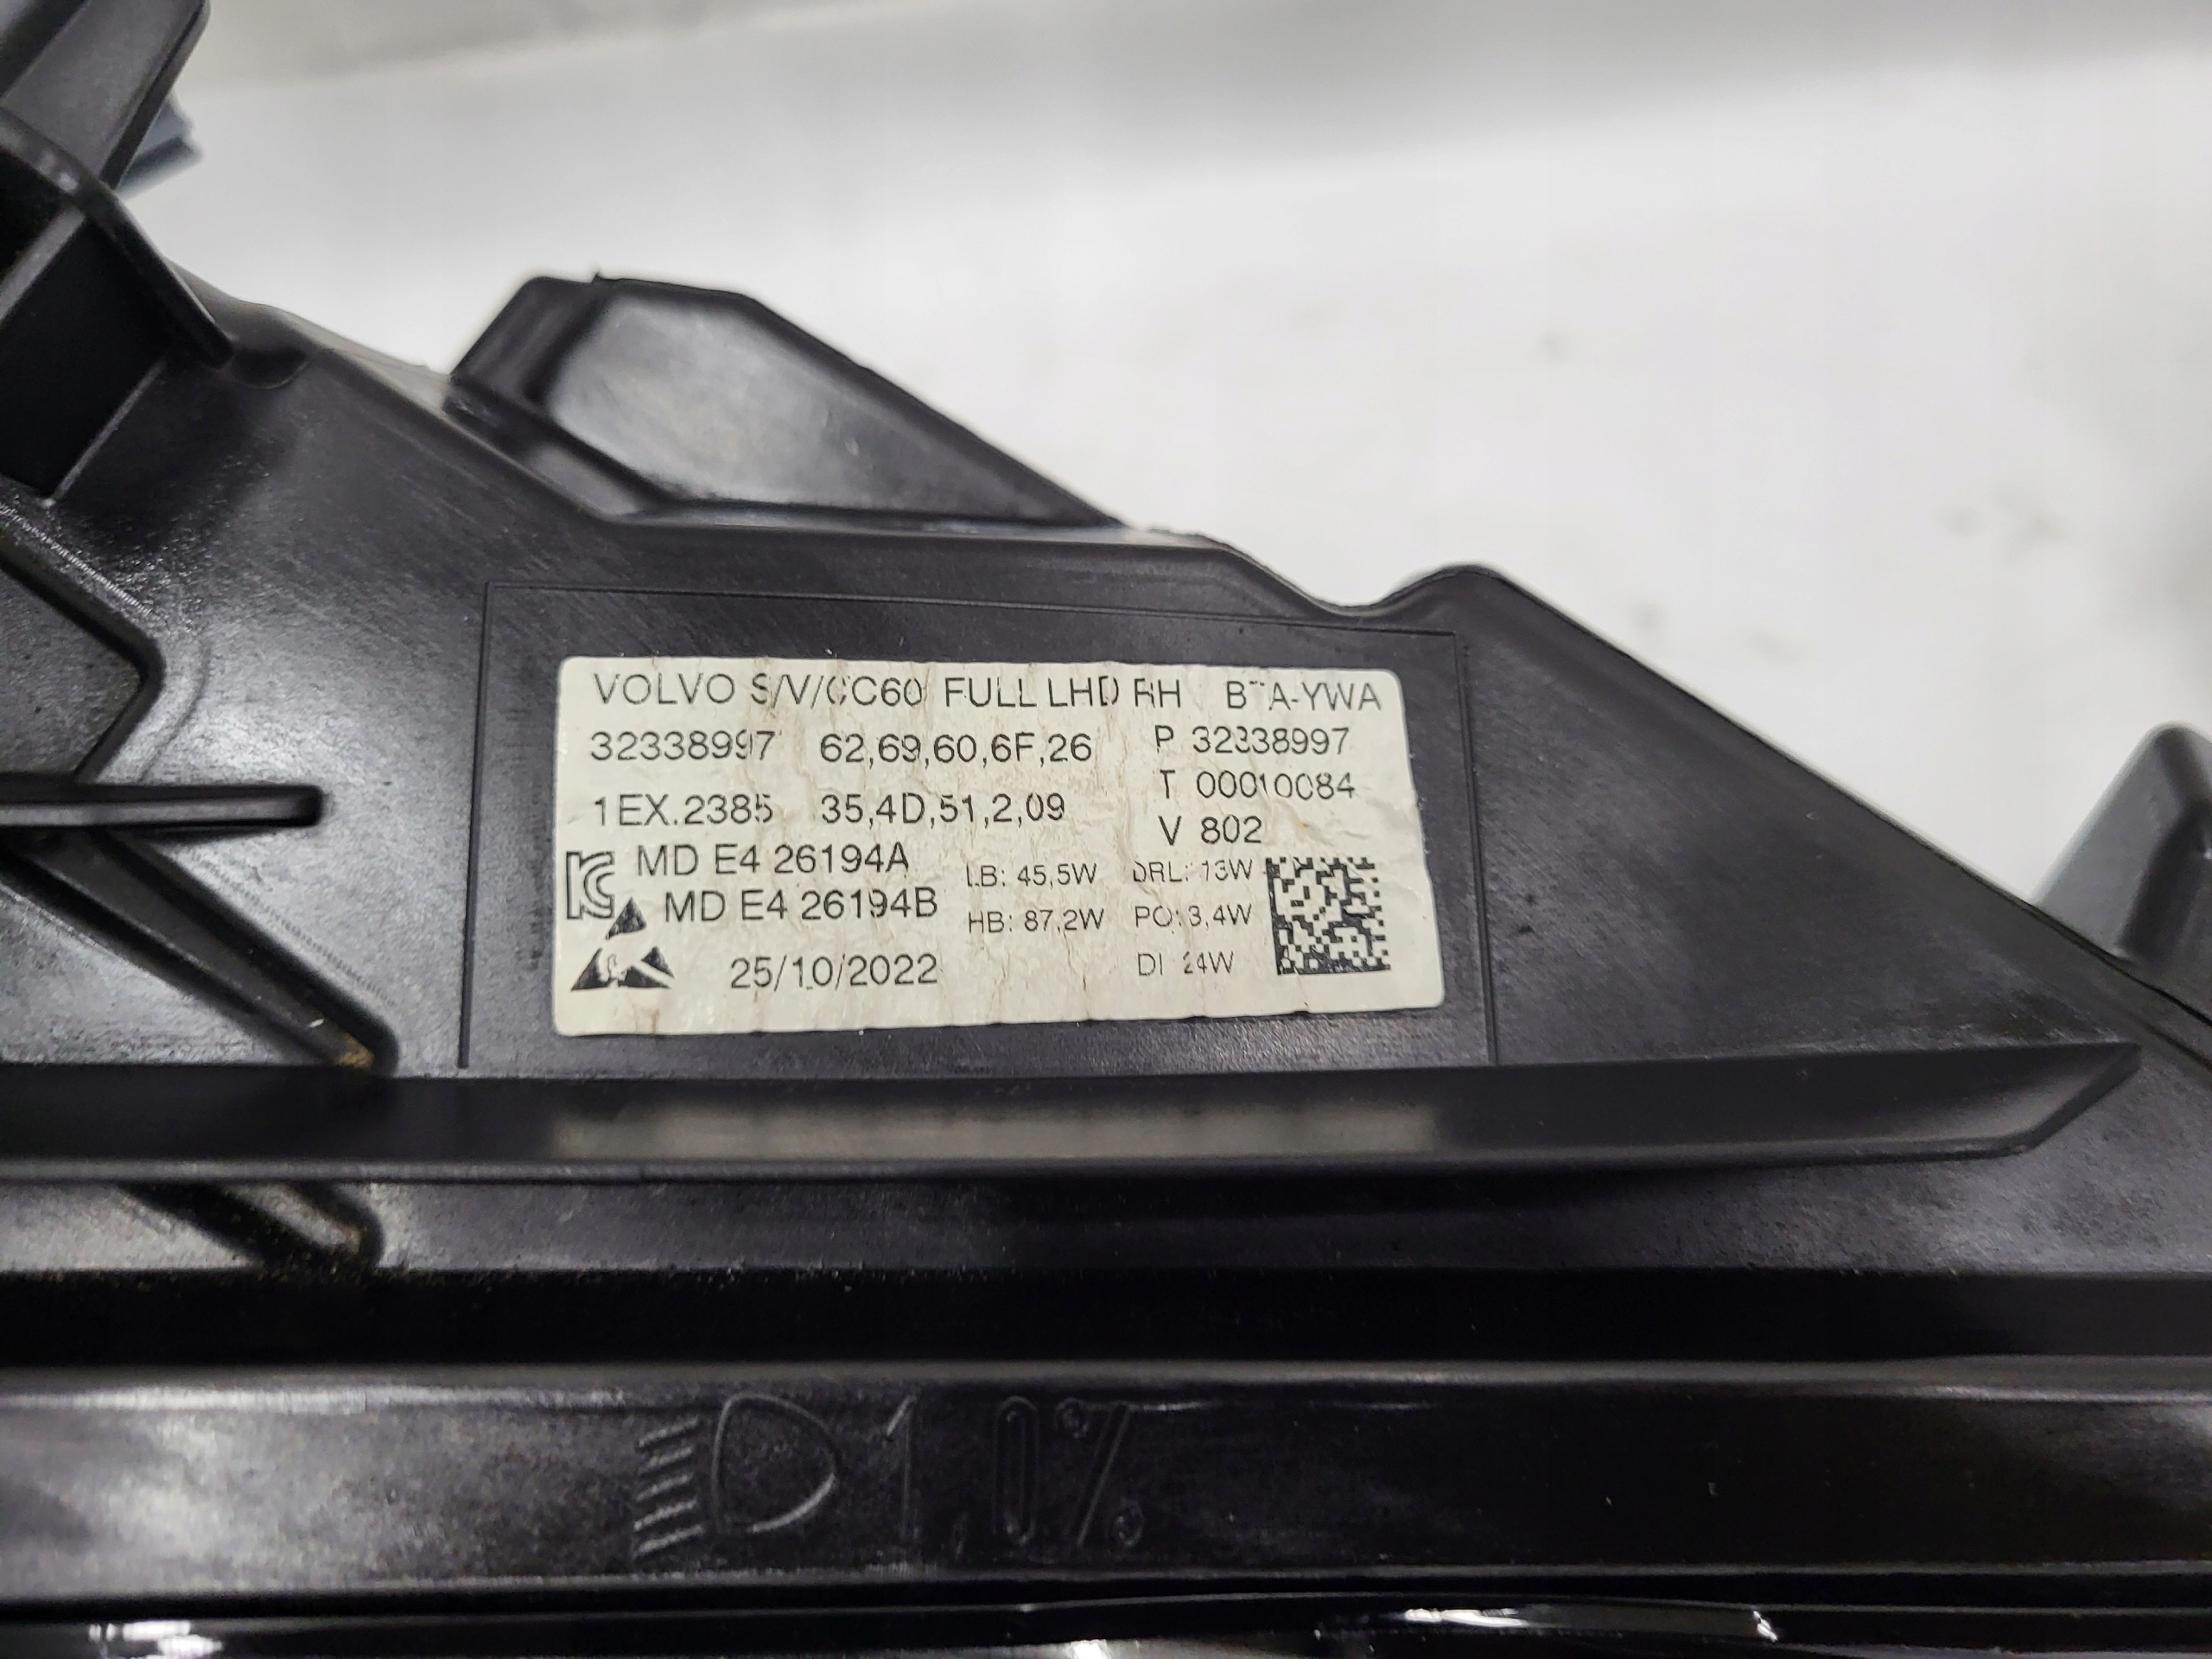 VOLVO S/V/CC60 FULL LHD RH BTA-YWA
32338997 62,69,60,6F,26 P 32338997
1EX.2385 35,4D,51,2,09 T 00010084
V 802
MD E4 26194A LB: 45,5W DRL: 13W
MD E4 26194B HB: 87,2W PO: 3,4W
25/10/2022 DI 24W
1,0%